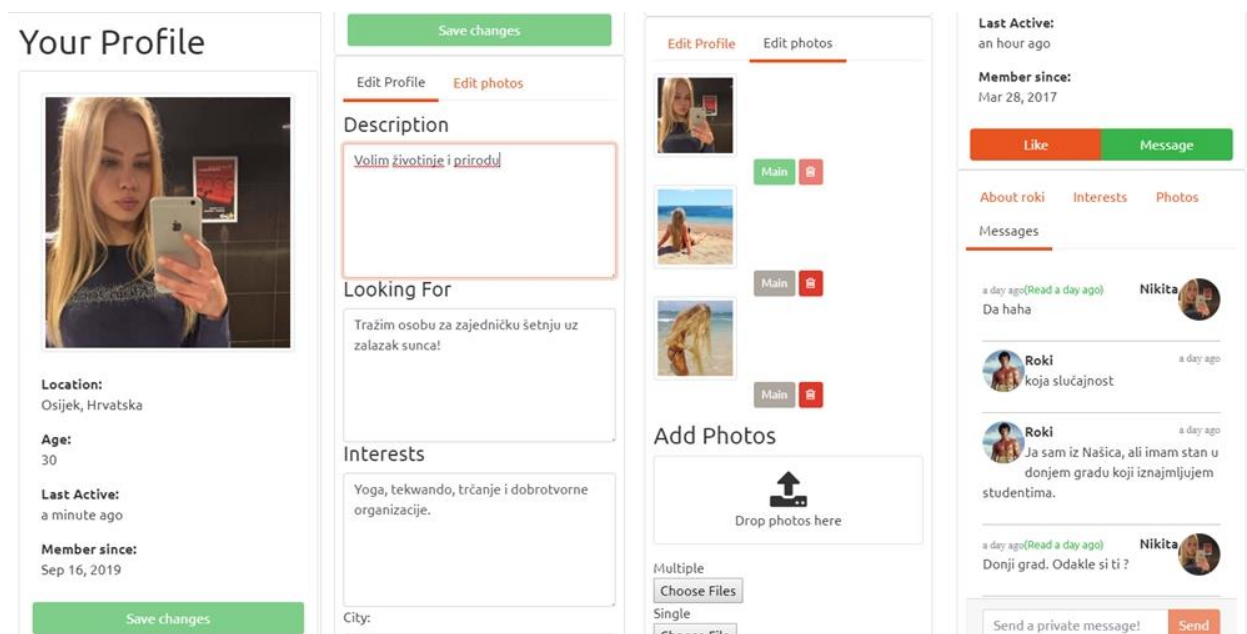 Your Profile
Location:
Osijek, Hrvatska
Age:
30
Last Active:
a minute ago
Member since:
Sep 16, 2019
Save changes
Save changes
Edit Profile
Edit photos
Description
Volim životinje i prirodu
Looking For
Tražim osobu za zajedničku šetnju uz
zalazak sunca!
Interests
Yoga, tekwando, trčanje i dobrotvorne
organizacije.
City:
Edit Profile
Edit photos
Main
Main
Main
Add Photos
Drop photos here
Multiple
Choose Files
Single
Choose File
Last Active:
an hour ago
Member since:
Mar 28, 2017
Like
Message
About roki
Interests
Photos
Messages
a day ago(Read a day ago)
Nikita
Da haha
Roki
a day ago
koja slučajnost
Roki
a day ago
Ja sam iz Našica, ali imam stan u
donjem gradu koji iznajmljujem
studentima.
a day ago(Read a day ago)
Nikita
Donji grad. Odakle si ti ?
Send a private message!
Send